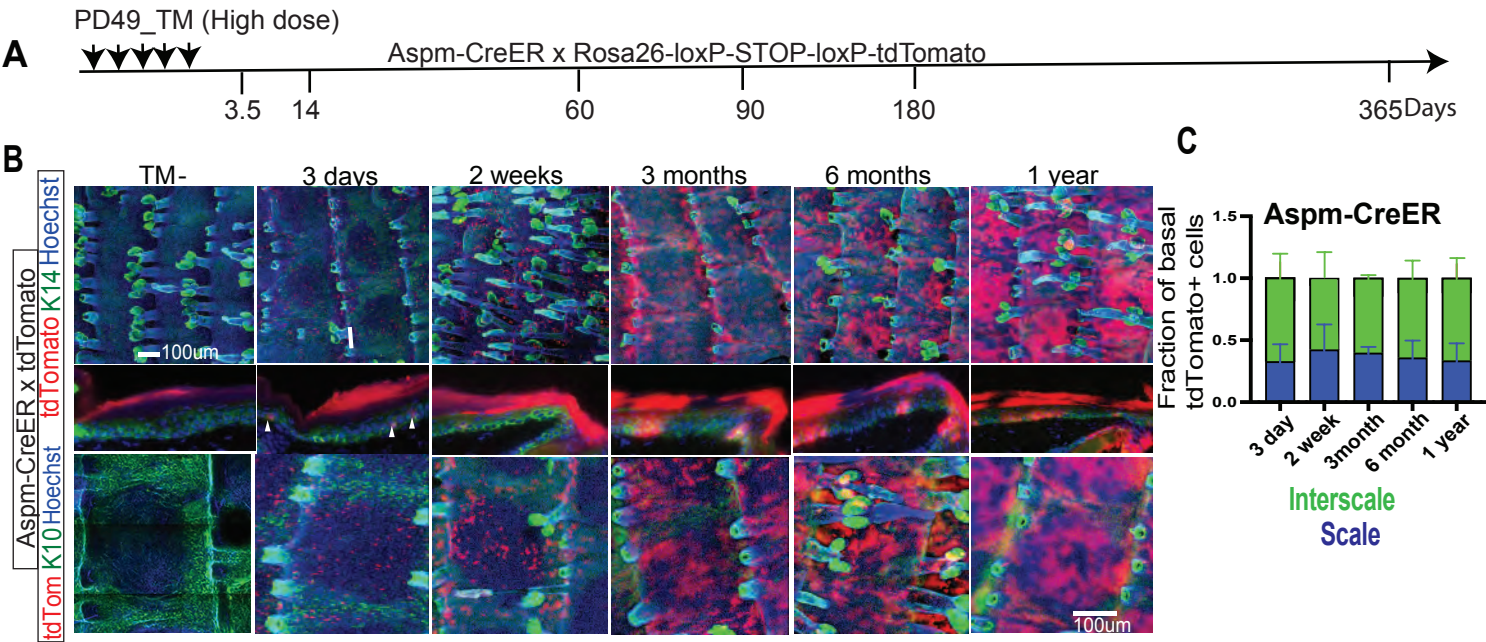 PD49_TM (High dose)
A
Aspm-CreER x Rosa26-loxP-STOP-loxP-tdTomato
3.5 14 60 90 180 365Days
B
TM- 3 days 2 weeks 3 months 6 months 1 year
Aspm-CreER x tdTomato
tdTomato K14 Hoechst
tdTom K10 Hoechst
100um
100um
C
Aspm-CreER
Fraction of basal
tdTomato+ cells
1.5
1.0
0.5
0.0
3 day 2 week 3month 6 month 1 year
Interscale
Scale